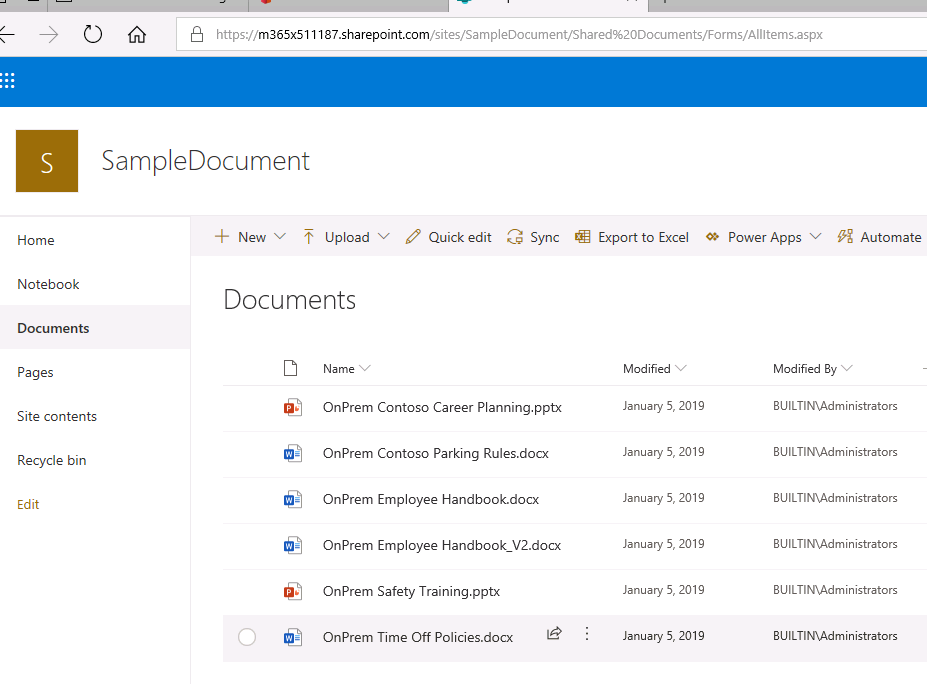 https://m365x511187.sharepoint.com/sites/SampleDocument/Shared%20Documents/Forms/AllItems.aspx
S
SampleDocument
Home
Notebook
Documents
Pages
Site contents
Recycle bin
Edit
New
Upload
Quick edit
Sync
Export to Excel
Power Apps
Automate
Documents
Name Modified Modified By
OnPrem Contoso Career Planning.pptx January 5, 2019 BUILTIN\Administrators
OnPrem Contoso Parking Rules.docx January 5, 2019 BUILTIN\Administrators
OnPrem Employee Handbook.docx January 5, 2019 BUILTIN\Administrators
OnPrem Employee Handbook_V2.docx January 5, 2019 BUILTIN\Administrators
OnPrem Safety Training.pptx January 5, 2019 BUILTIN\Administrators
OnPrem Time Off Policies.docx January 5, 2019 BUILTIN\Administrators